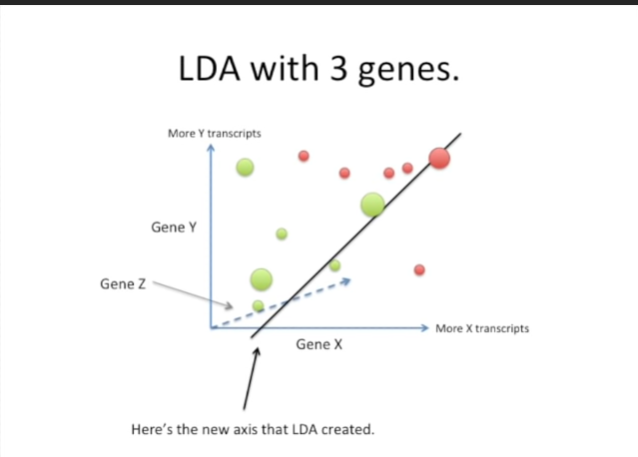 LDA with 3 genes.
More Y transcripts
Gene Y
Gene Z
More X transcripts
Gene X
Here's the new axis that LDA created.